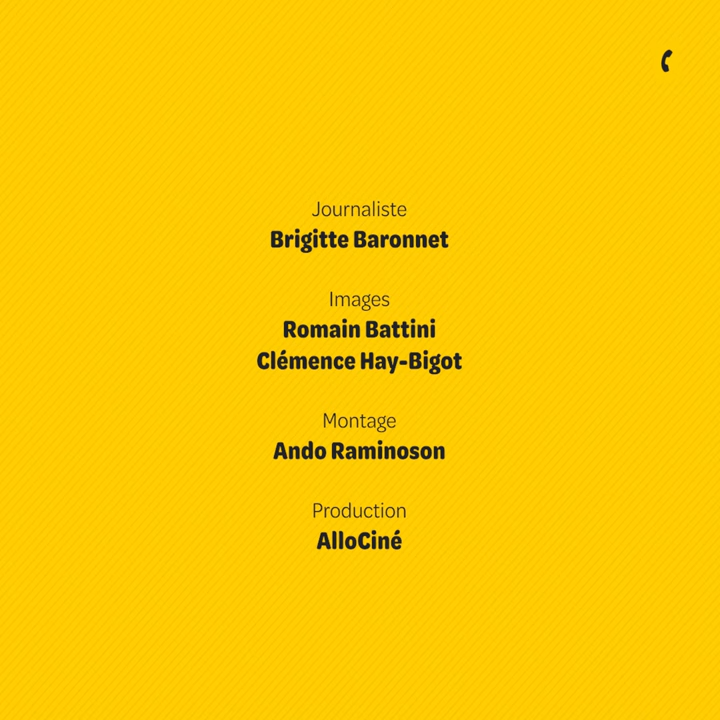 Journaliste
Brigitte Baronnet
Images
Romain Battini
Clémence Hay-Bigot
Montage
Ando Raminoson
Production
AlloCiné